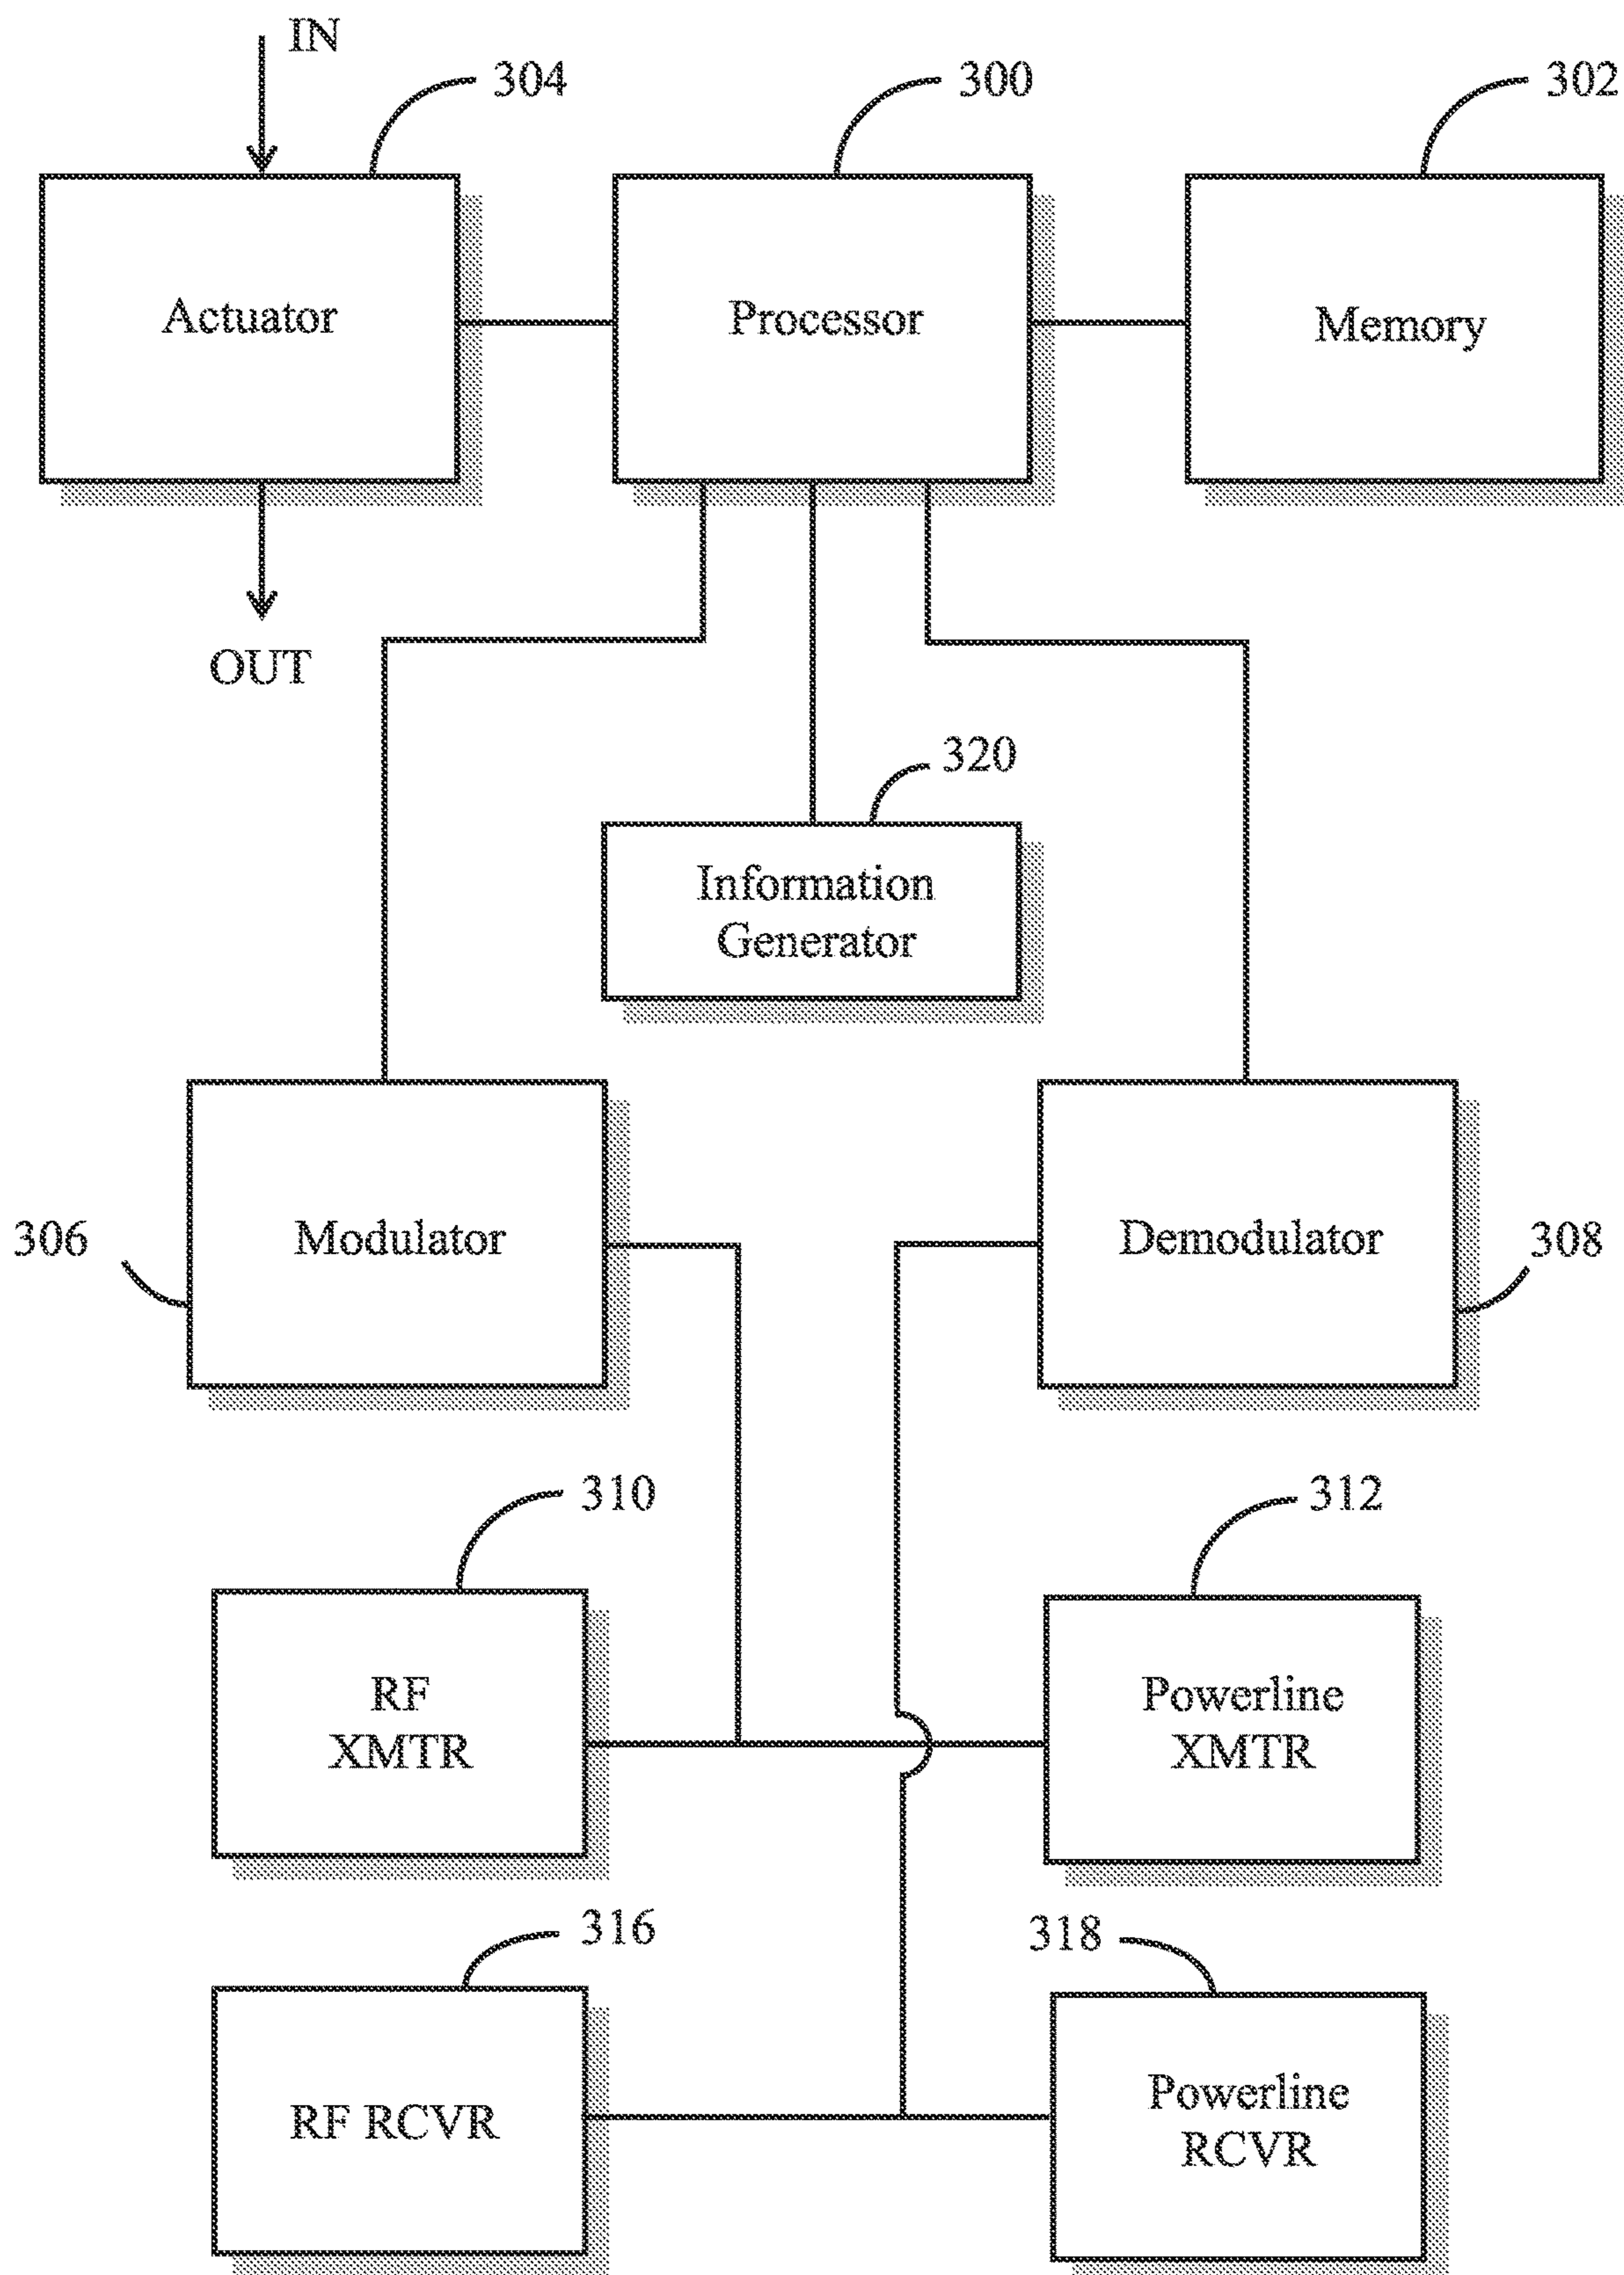 IN
304
300
302
Actuator
Processor
Memory
OUT
320
Information
Generator
306
Modulator
Demodulator
308
310
312
RF
XMTR
Powerline
XMTR
316
318
RF RCVR
Powerline
RCVR